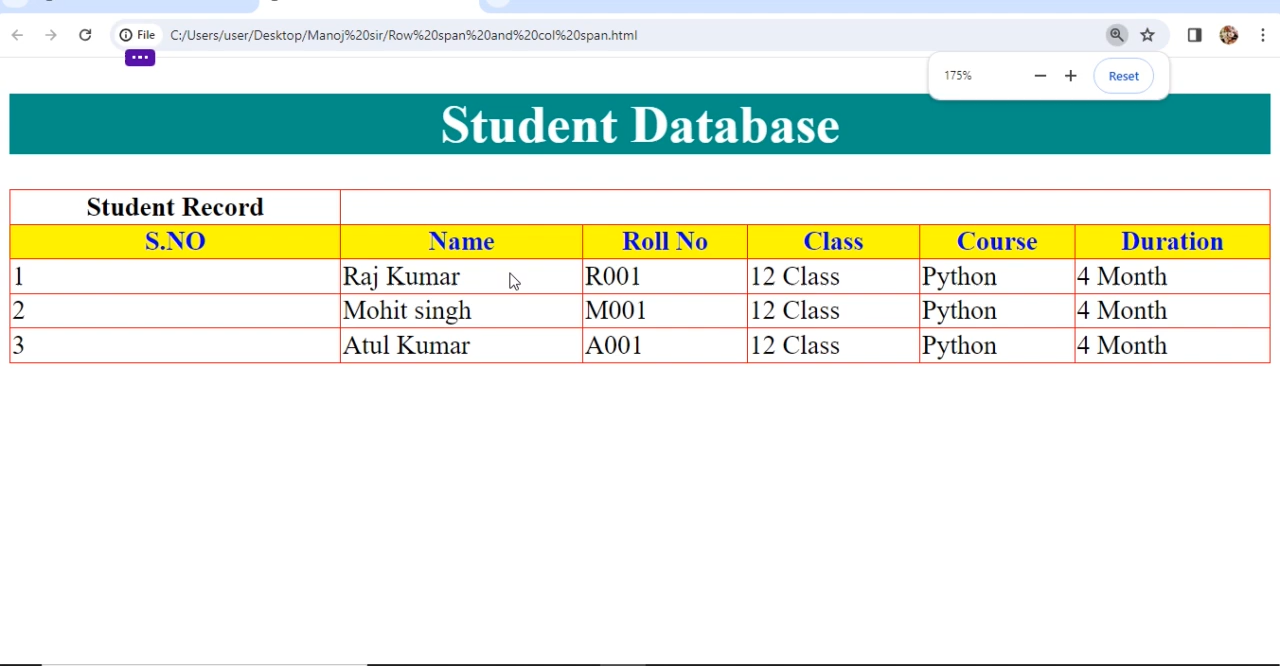 File C:/Users/user/Desktop/Manoj%20sir/Row%20span%20and%20col%20span.html
175% Reset
Student Database
Student Record
S.NO Name Roll No Class Course Duration
1 Raj Kumar R001 12 Class Python 4 Month
2 Mohit singh M001 12 Class Python 4 Month
3 Atul Kumar A001 12 Class Python 4 Month